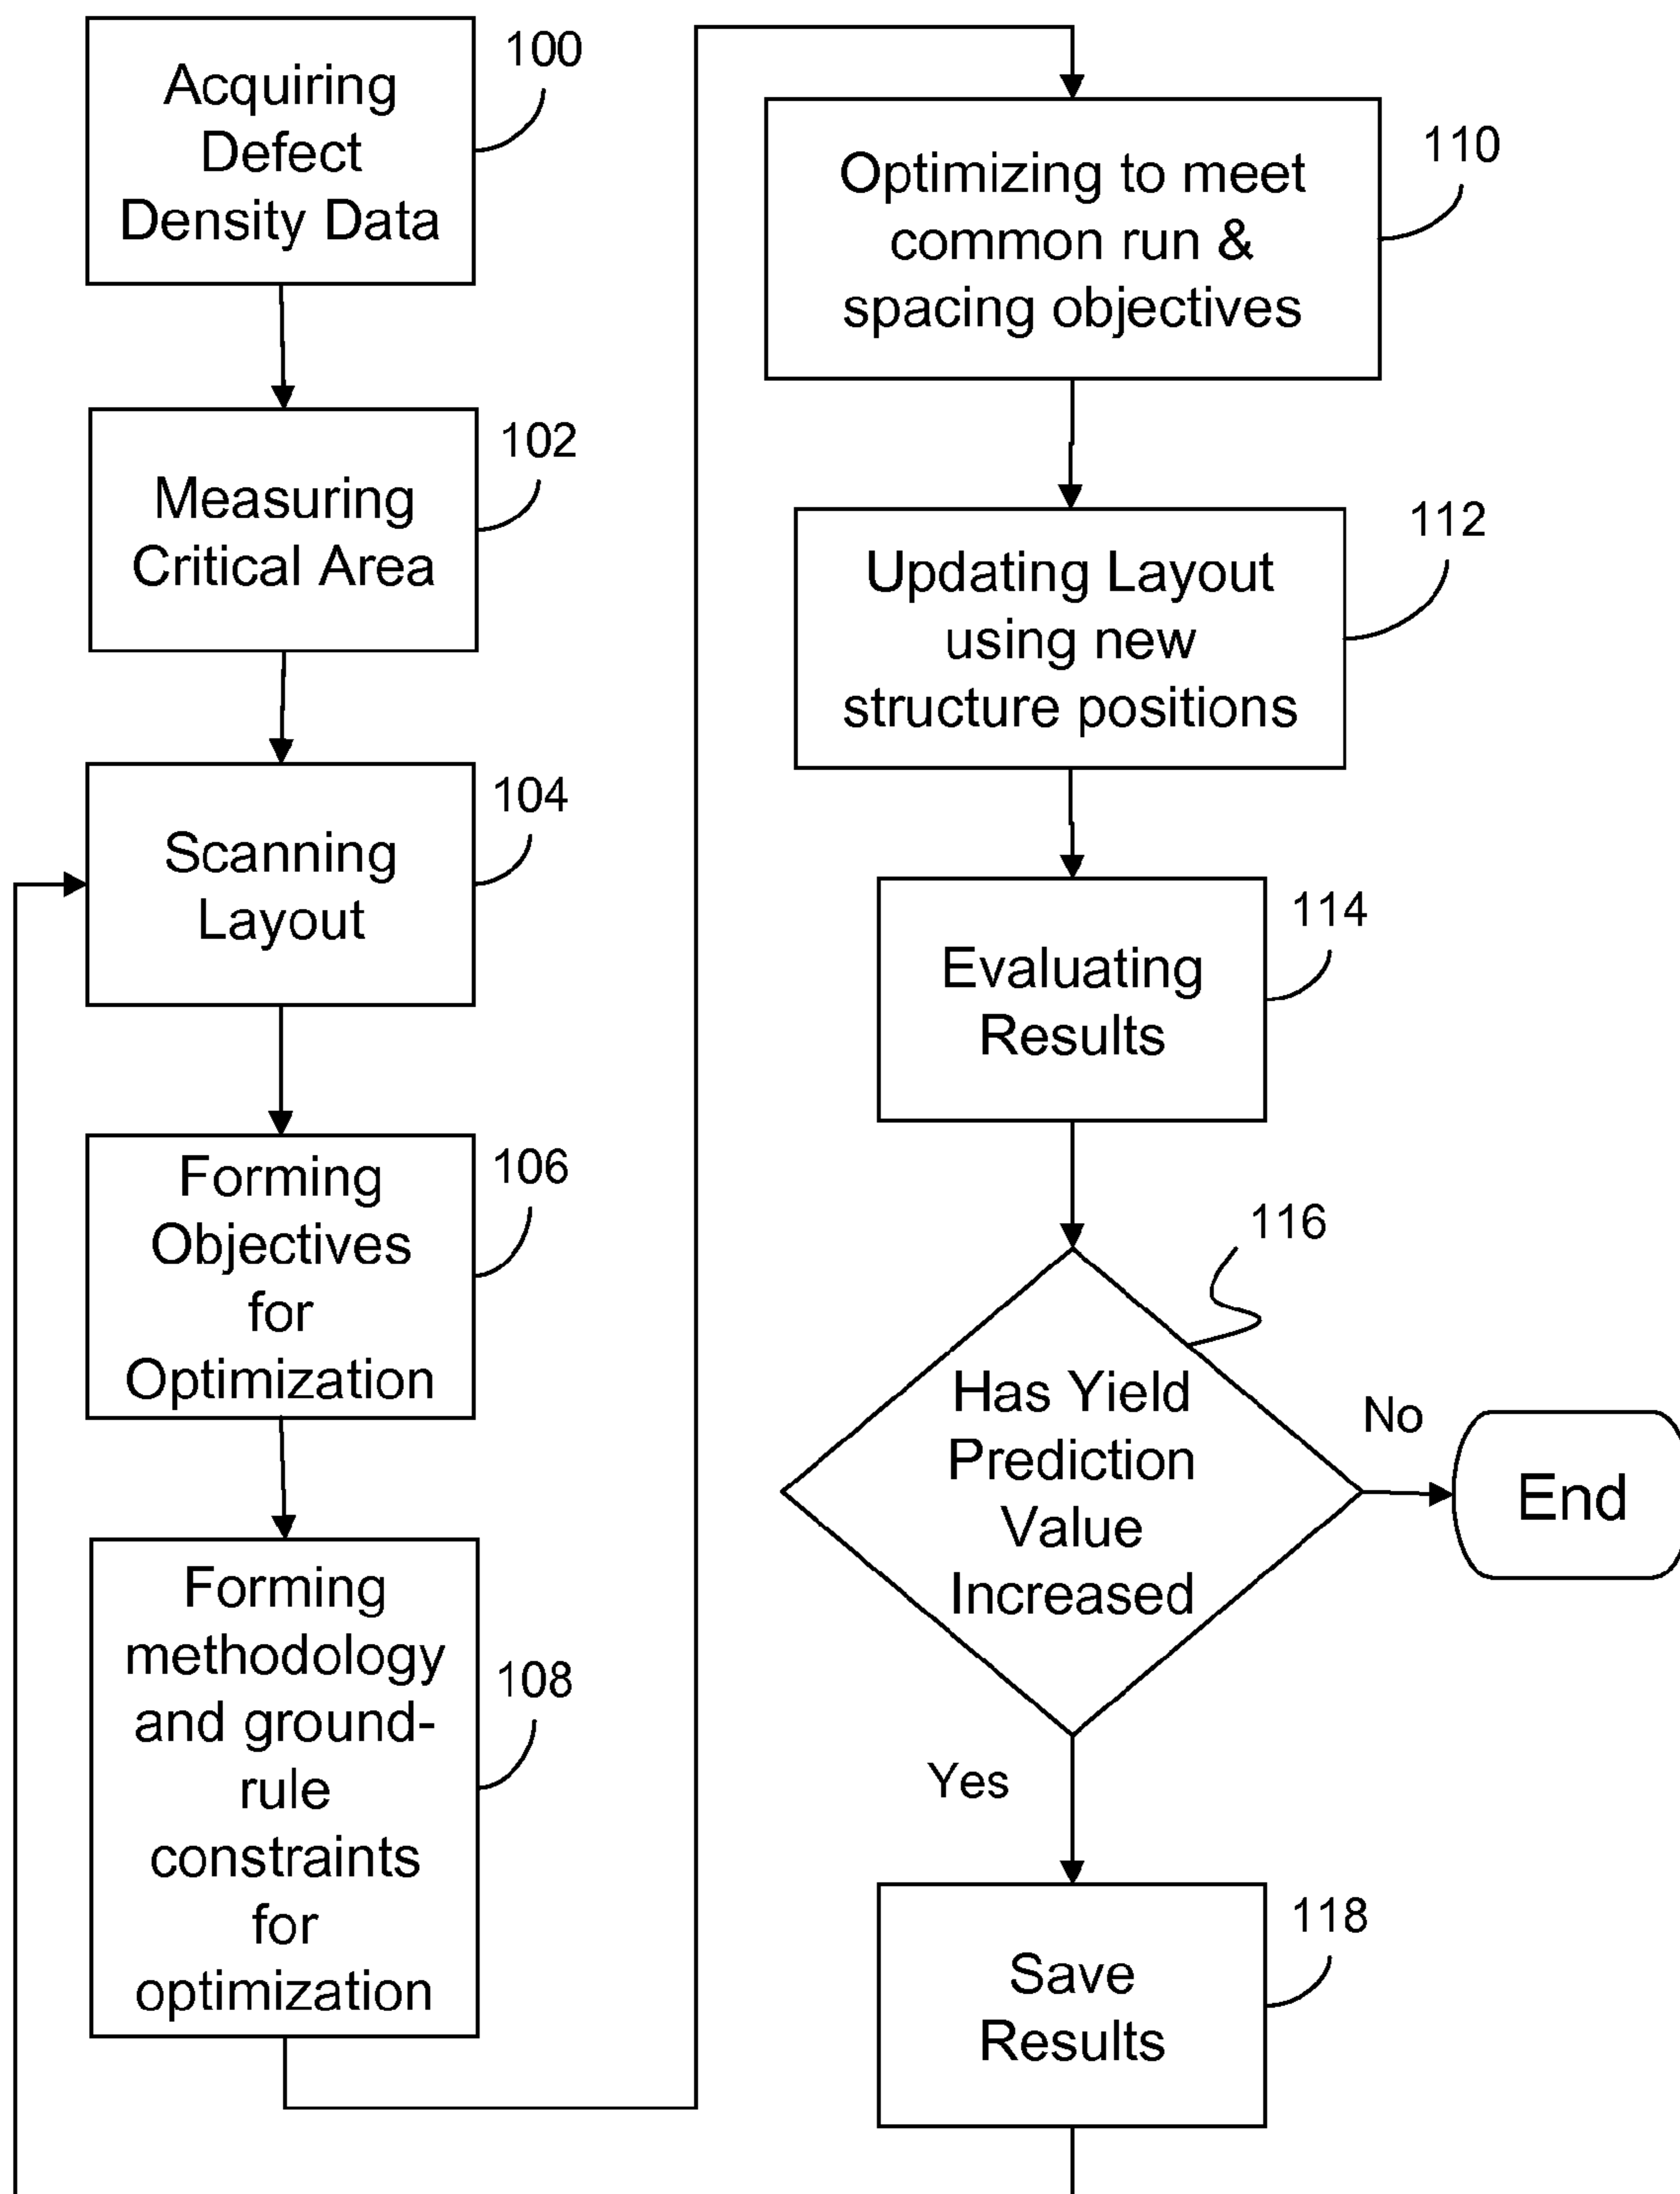 Acquiring
Defect
Density Data
100
Measuring
Critical Area
102
Scanning
Layout
104
Forming
Objectives
for
Optimization
106
Forming
methodology
and ground-
rule
constraints
for
optimization
108
Optimizing to meet
common run &
spacing objectives
110
Updating Layout
using new
structure positions
112
Evaluating
Results
114
Has Yield
Prediction
Value
Increased
116
No
End
Yes
Save
Results
118